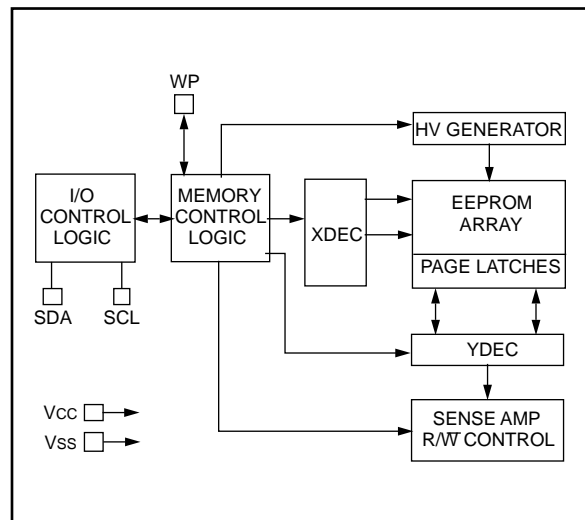 WP
HV GENERATOR
I/O
CONTROL
LOGIC
MEMORY
CONTROL
LOGIC
XDEC
EEPROM
ARRAY
PAGE LATCHES
SDA
SCL
YDEC
VCC
VSS
SENSE AMP
R/W̅ CONTROL